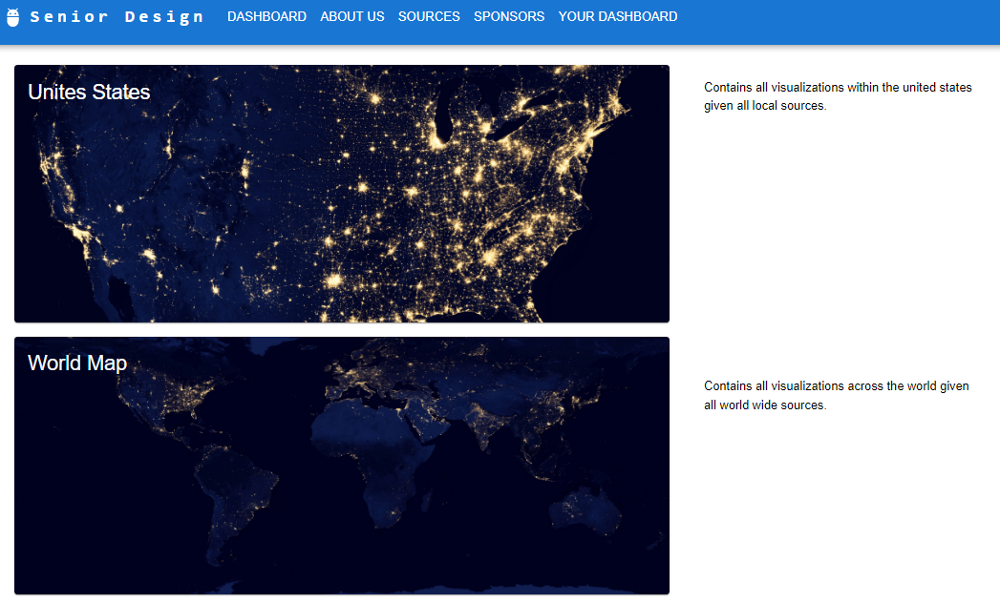 Senior Design DASHBOARD ABOUT US SOURCES SPONSORS YOUR DASHBOARD
Unites States
Contains all visualizations within the united states
given all local sources.
World Map
Contains all visualizations across the world given
all world wide sources.